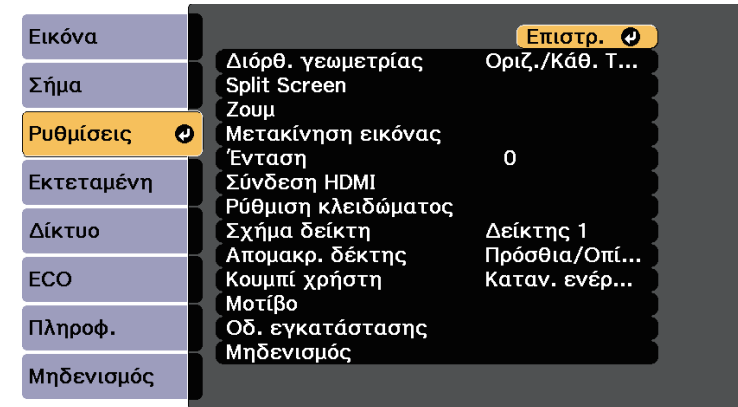 Εικόνα
Σήμα
Ρυθμίσεις
Εκτεταμένη
Δίκτυο
ECO
Πληροφ.
Μηδενισμός
Επιστρ.
Διόρθ. γεωμετρίας Οριζ./Κάθ. Τ...
Split Screen
Ζουμ
Μετακίνηση εικόνας
Ένταση 0
Σύνδεση HDMI
Ρύθμιση κλειδώματος
Σχήμα δείκτη Δείκτης 1
Απομακρ. δέκτης Πρόσθια/Οπί...
Κουμπί χρήστη Καταν. ενέρ...
Μοτίβο
Οδ. εγκατάστασης
Μηδενισμός